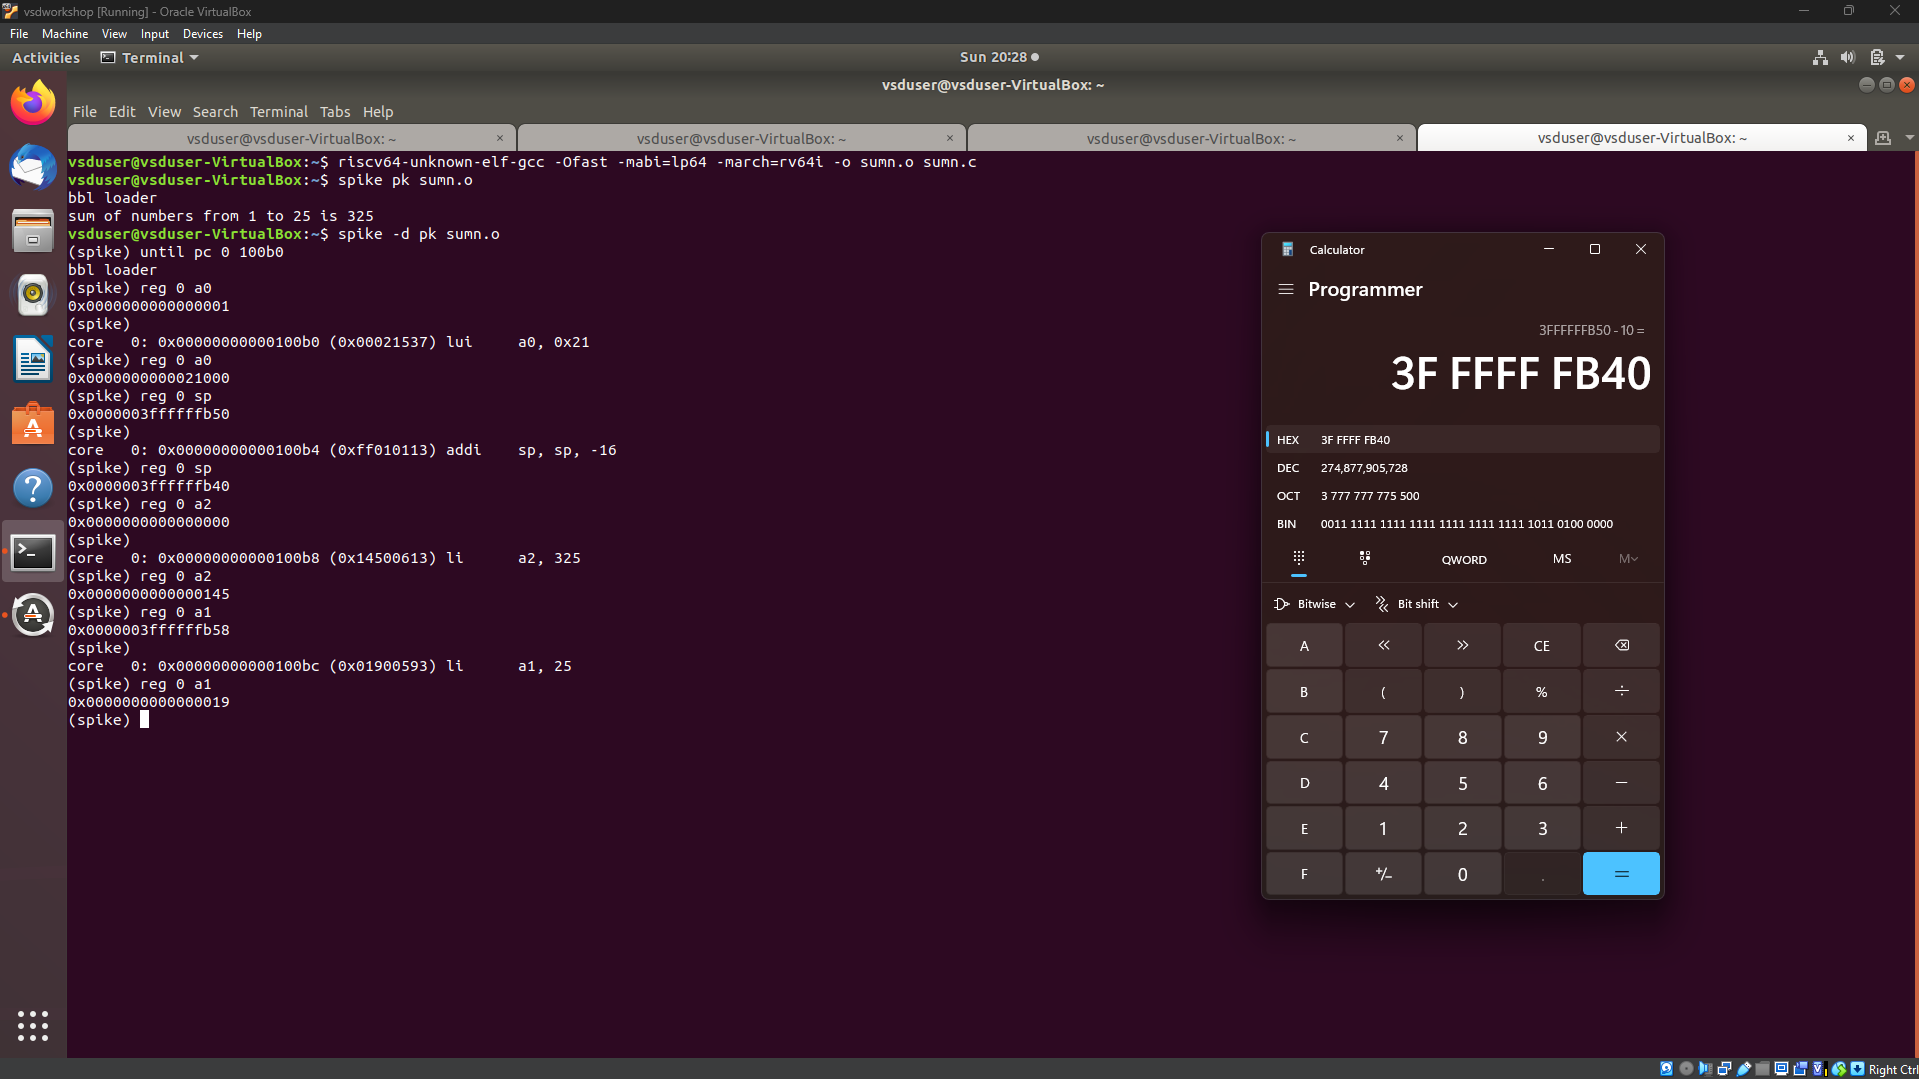 vsdworkshop [Running] - Oracle VirtualBox
File Machine View Input Devices Help
Activities Terminal Sun 20:28
vsduser@vsduser-VirtualBox: ~
File Edit View Search Terminal Tabs Help
vsduser@vsduser-VirtualBox: ~ × vsduser@vsduser-VirtualBox: ~ × vsduser@vsduser-VirtualBox: ~ × vsduser@vsduser-VirtualBox: ~ ×
vsduser@vsduser-VirtualBox:~$ riscv64-unknown-elf-gcc -Ofast -mabi=lp64 -march=rv64i -o sumn.o sumn.c
vsduser@vsduser-VirtualBox:~$ spike pk sumn.o
bbl loader
sum of numbers from 1 to 25 is 325
vsduser@vsduser-VirtualBox:~$ spike -d pk sumn.o
(spike) until pc 0 100b0
bbl loader
(spike) reg 0 a0
0x0000000000000001
(spike)
core   0: 0x00000000000100b0 (0x00021537) lui     a0, 0x21
(spike) reg 0 a0
0x0000000000021000
(spike) reg 0 sp
0x0000003ffffffb50
(spike)
core   0: 0x00000000000100b4 (0xff010113) addi    sp, sp, -16
(spike) reg 0 sp
0x0000003ffffffb40
(spike) reg 0 a2
0x0000000000000000
(spike)
core   0: 0x00000000000100b8 (0x14500613) li      a2, 325
(spike) reg 0 a2
0x0000000000000145
(spike) reg 0 a1
0x0000003ffffffb58
(spike)
core   0: 0x00000000000100bc (0x01900593) li      a1, 25
(spike) reg 0 a1
0x0000000000000019
(spike)
Calculator
Programmer
3FFFFFFB50 - 10 =
3F FFFF FB40
HEX 3F FFFF FB40
DEC 274,877,905,728
OCT 3 777 777 775 500
BIN 0011 1111 1111 1111 1111 1111 1111 1011 0100 0000
QWORD MS M
Bitwise Bit shift
A « » CE
B ( ) % ÷
C 7 8 9 ×
D 4 5 6 −
E 1 2 3 +
F +/− 0 . =
Right Ctrl